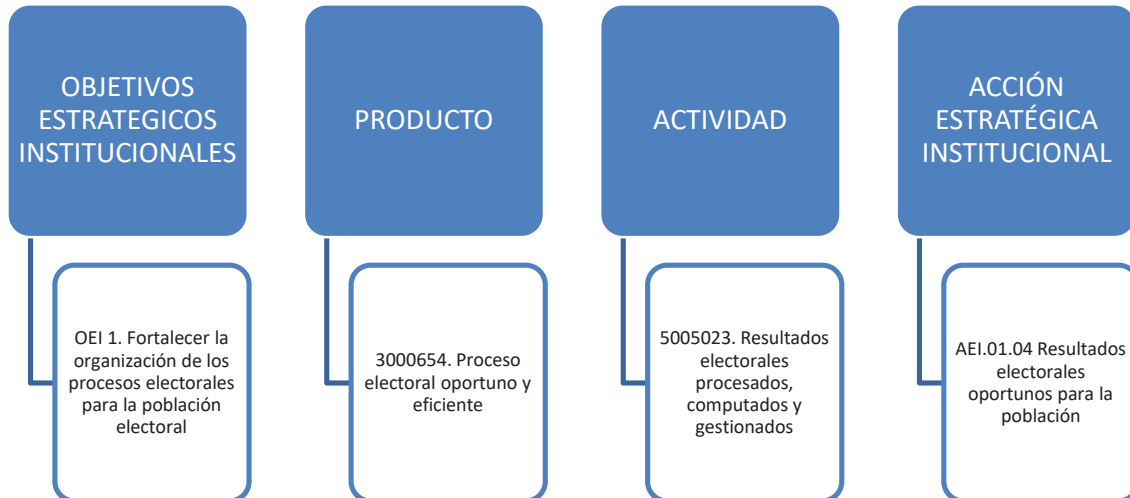 OBJETIVOS
ESTRATEGICOS
INSTITUCIONALES
OEI 1. Fortalecer la
organización de los
procesos electorales
para la población
electoral
PRODUCTO
3000654. Proceso
electoral oportuno y
eficiente
ACTIVIDAD
5005023. Resultados
electorales
procesados,
computados y
gestionados
ACCIÓN
ESTRATÉGICA
INSTITUCIONAL
AEI.01.04 Resultados
electorales
oportunos para la
población